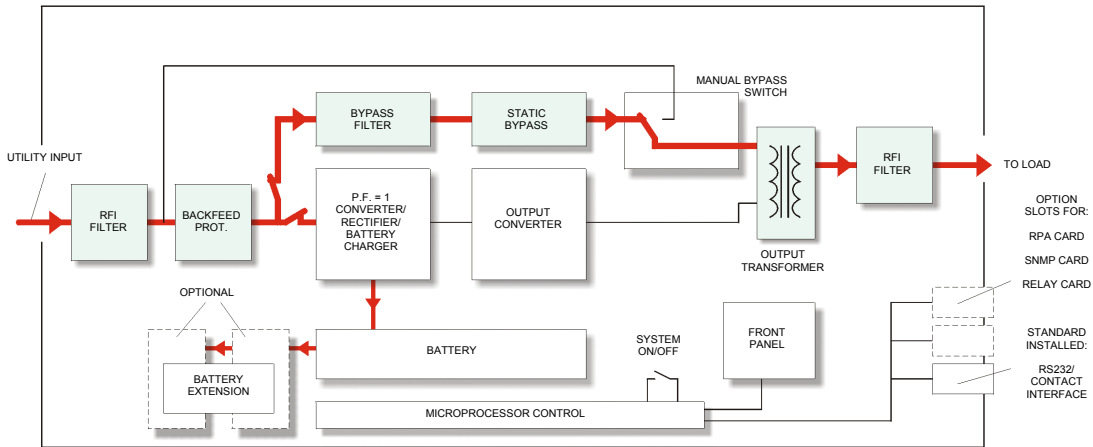 MANUAL BYPASS
SWITCH
BYPASS
FILTER
STATIC
BYPASS
UTILITY INPUT
RFI
FILTER
BACKFEED
PROT.
P.F. = 1
CONVERTER/
RECTIFIER/
BATTERY
CHARGER
OUTPUT
CONVERTER
OUTPUT
TRANSFORMER
RFI
FILTER
TO LOAD
OPTION
SLOTS FOR:
RPA CARD
SNMP CARD
RELAY CARD
STANDARD
INSTALLED:
RS232/
CONTACT
INTERFACE
OPTIONAL
BATTERY
EXTENSION
BATTERY
SYSTEM
ON/OFF
FRONT
PANEL
MICROPROCESSOR CONTROL